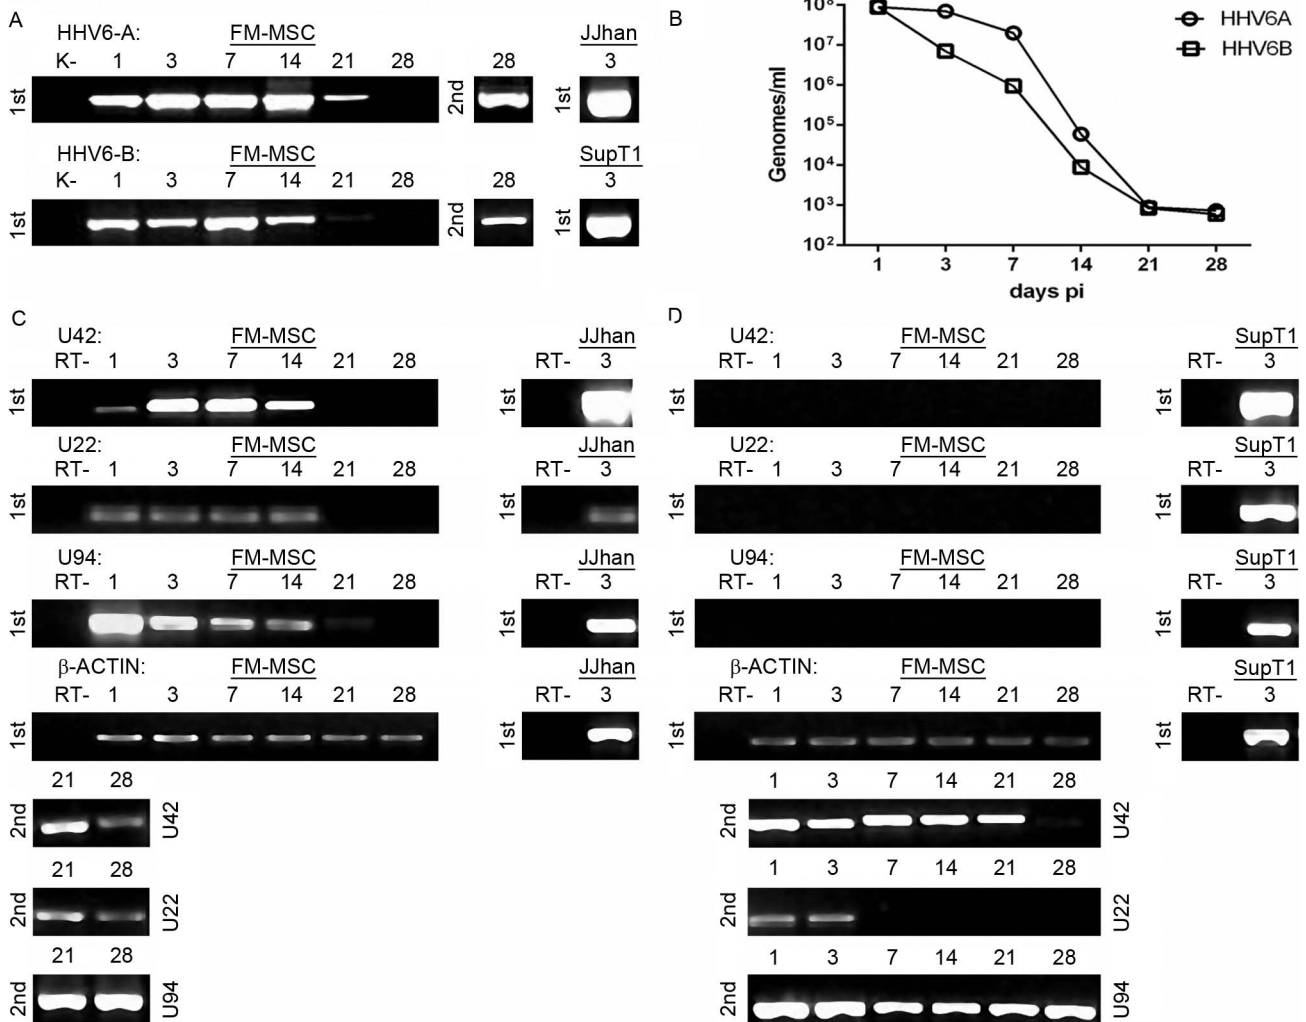 A
HHV6-A: FM-MSC JJhan
K- 1 3 7 14 21 28 28 3
1st 2nd 1st
HHV6-B: FM-MSC SupT1
K- 1 3 7 14 21 28 28 3
1st 2nd 1st
B
HHV6A
HHV6B
Genomes/ml
10⁸
10⁷
10⁶
10⁵
10⁴
10³
10²
1 3 7 14 21 28
days pi
C
U42: FM-MSC JJhan
RT- 1 3 7 14 21 28 RT- 3
1st 1st
U22: FM-MSC JJhan
RT- 1 3 7 14 21 28 RT- 3
1st 1st
U94: FM-MSC JJhan
RT- 1 3 7 14 21 28 RT- 3
1st 1st
β-ACTIN: FM-MSC JJhan
RT- 1 3 7 14 21 28 RT- 3
1st 1st
21 28
2nd U42
21 28
2nd U22
21 28
2nd U94
D
U42: FM-MSC SupT1
RT- 1 3 7 14 21 28 RT- 3
1st 1st
U22: FM-MSC SupT1
RT- 1 3 7 14 21 28 RT- 3
1st 1st
U94: FM-MSC SupT1
RT- 1 3 7 14 21 28 RT- 3
1st 1st
β-ACTIN: FM-MSC SupT1
RT- 1 3 7 14 21 28 RT- 3
1st 1st
1 3 7 14 21 28
2nd U42
1 3 7 14 21 28
2nd U22
1 3 7 14 21 28
2nd U94